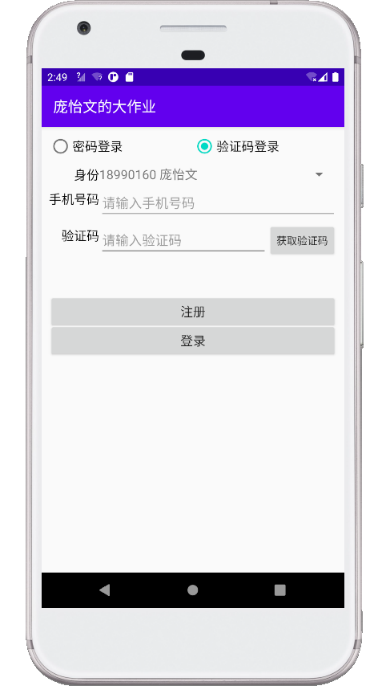 2:49
庞怡文的大作业
密码登录 验证码登录
身份18990160 庞怡文
手机号码 请输入手机号码
验证码 请输入验证码 获取验证码
注册
登录